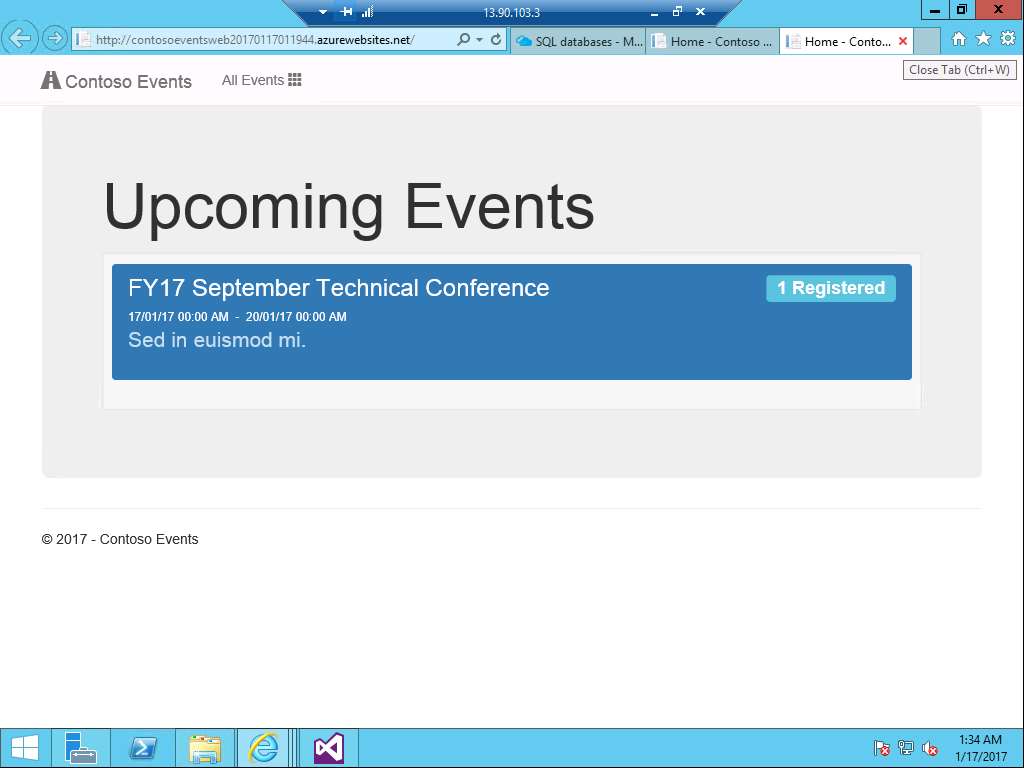 13.90.103.3
http://contosoeventsweb20170117011944.azurewebsites.net/
SQL databases - M...
Home - Contoso ...
Home - Conto...
Close Tab (Ctrl+W)
Contoso Events
All Events
Upcoming Events
FY17 September Technical Conference
1 Registered
17/01/17 00:00 AM - 20/01/17 00:00 AM
Sed in euismod mi.
© 2017 - Contoso Events
1:34 AM
1/17/2017